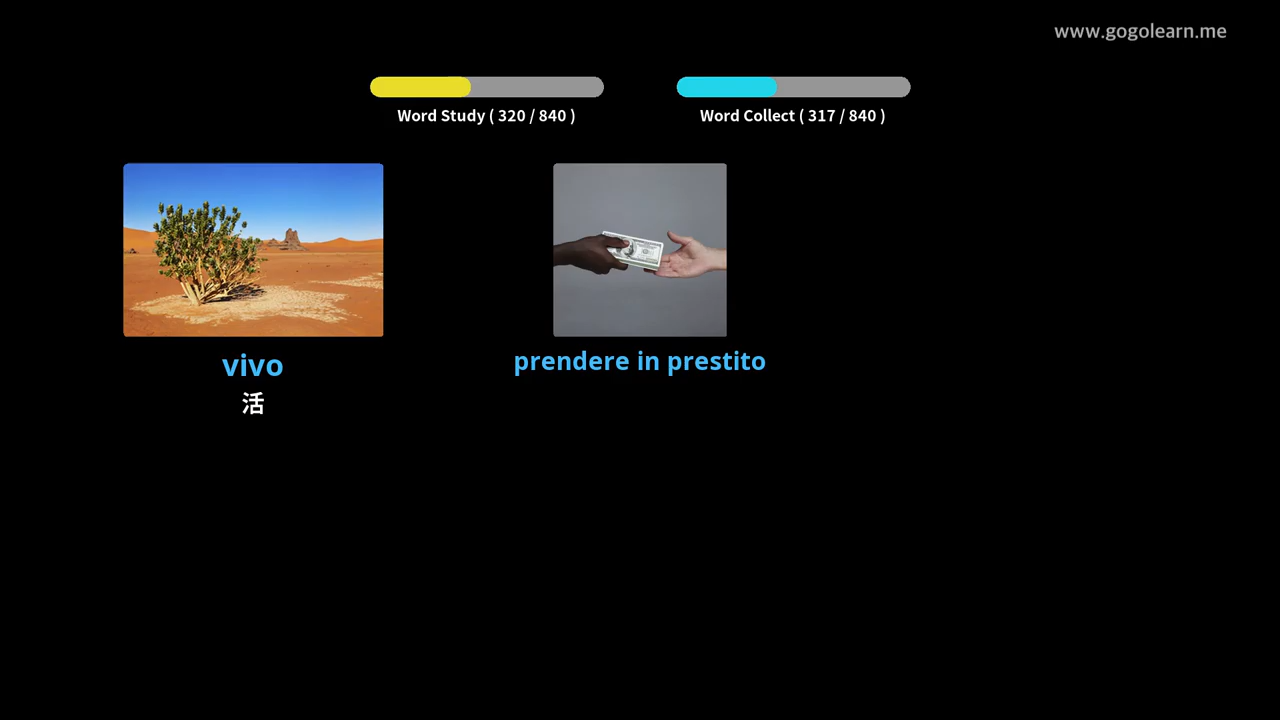 www.gogolearn.me
Word Study ( 320 / 840 )
Word Collect ( 317 / 840 )
vivo
活
prendere in prestito